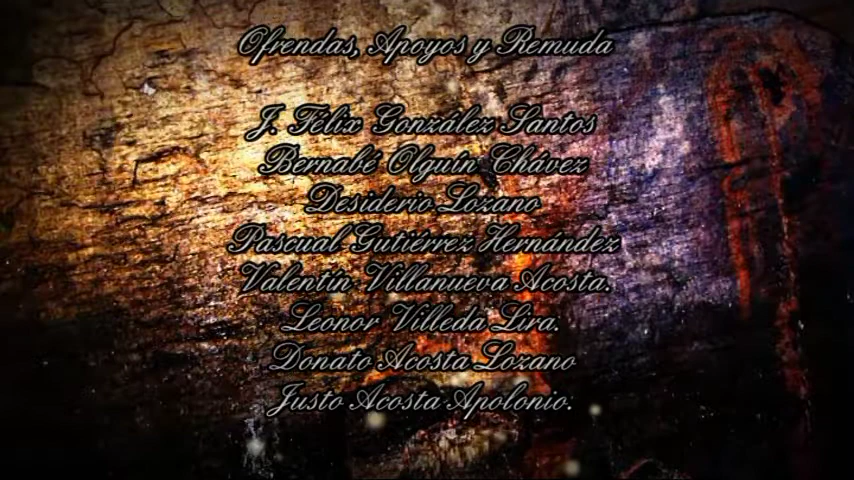 Ofrendas, Apoyos y Remuda
J. Félix González Santos
Bernabé Olguín Chávez
Desiderio Lozano
Pascual Gutiérrez Hernández
Valentín Villanueva Acosta.
Leonor Villeda Lira.
Donato Acosta Lozano
Justo Acosta Apolonio.